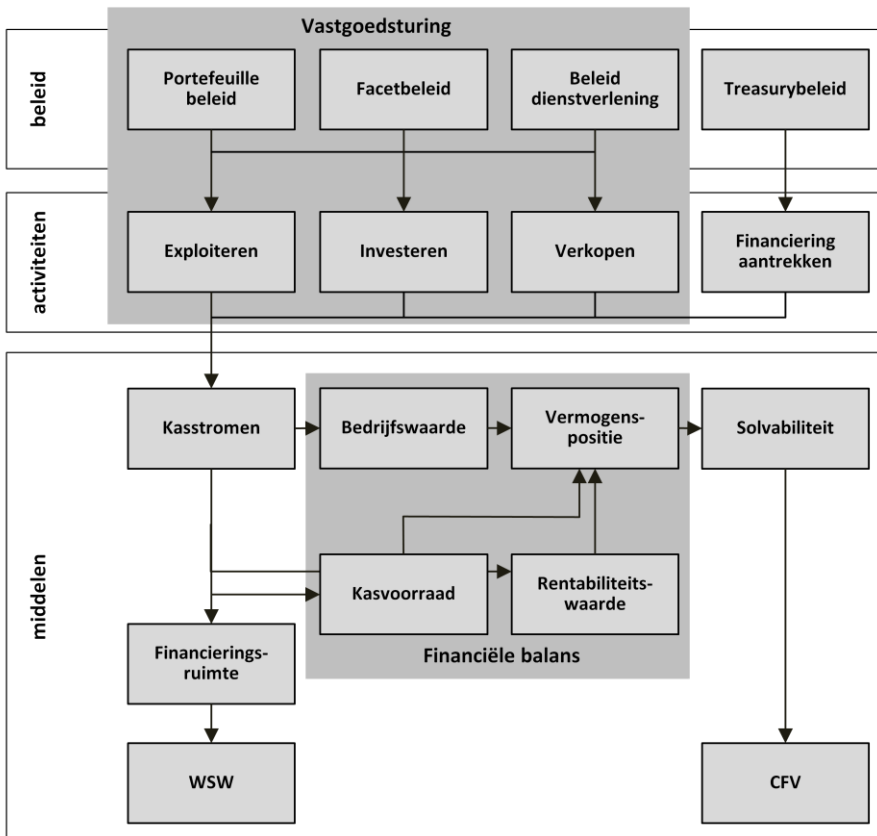 Vastgoedsturing
beleid
Portefeuille
beleid
Facetbeleid
Beleid
dienstverlening
Treasurybeleid
activiteiten
Exploiteren
Investeren
Verkopen
Financiering
aantrekken
middelen
Kasstromen
Bedrijfswaarde
Vermogens-
positie
Solvabiliteit
Kasvoorraad
Rentabiliteits-
waarde
Financiële balans
Financierings-
ruimte
WSW
CFV